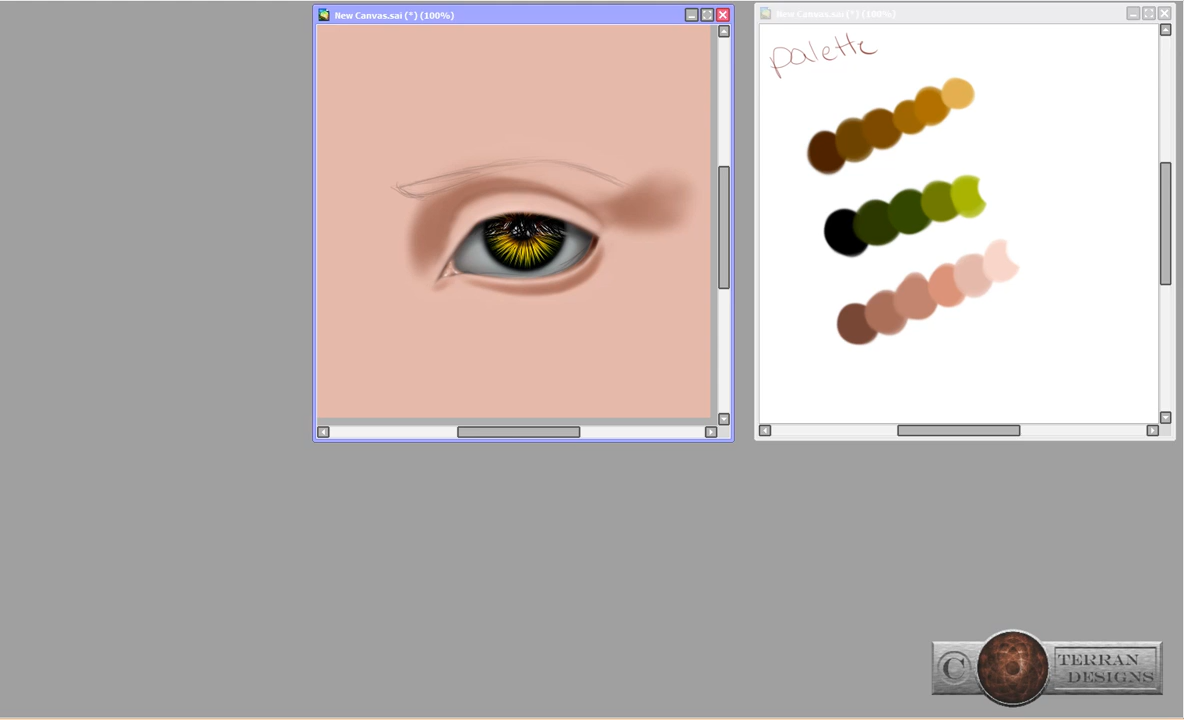 New Canvas.sai (*) (100%)
New Canvas.sai (*) (100%)
palette
©
TERRAN
DESIGNS